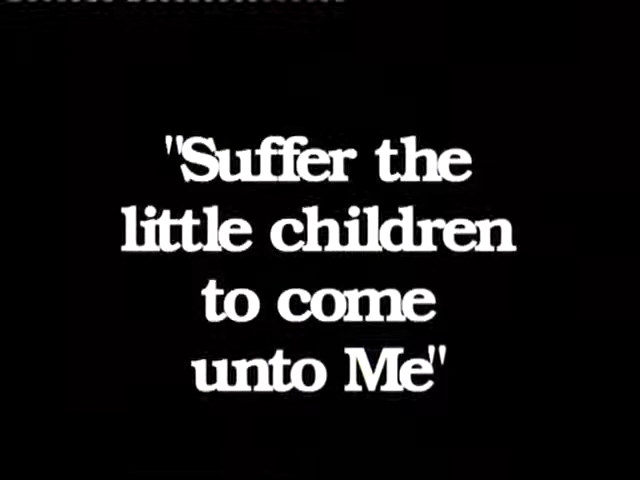 "Suffer the
little children
to come
unto Me"